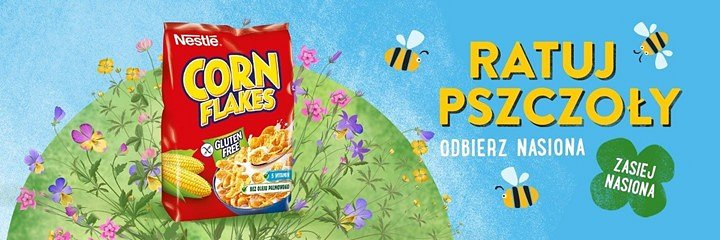 Nestlé
CORN
FLAKES
GLUTEN
FREE
5 WITAMIN
BEZ OLEJU PALMOWEGO
RATUJ
PSZCZOŁY
ODBIERZ NASIONA
ZASIEJ
NASIONA